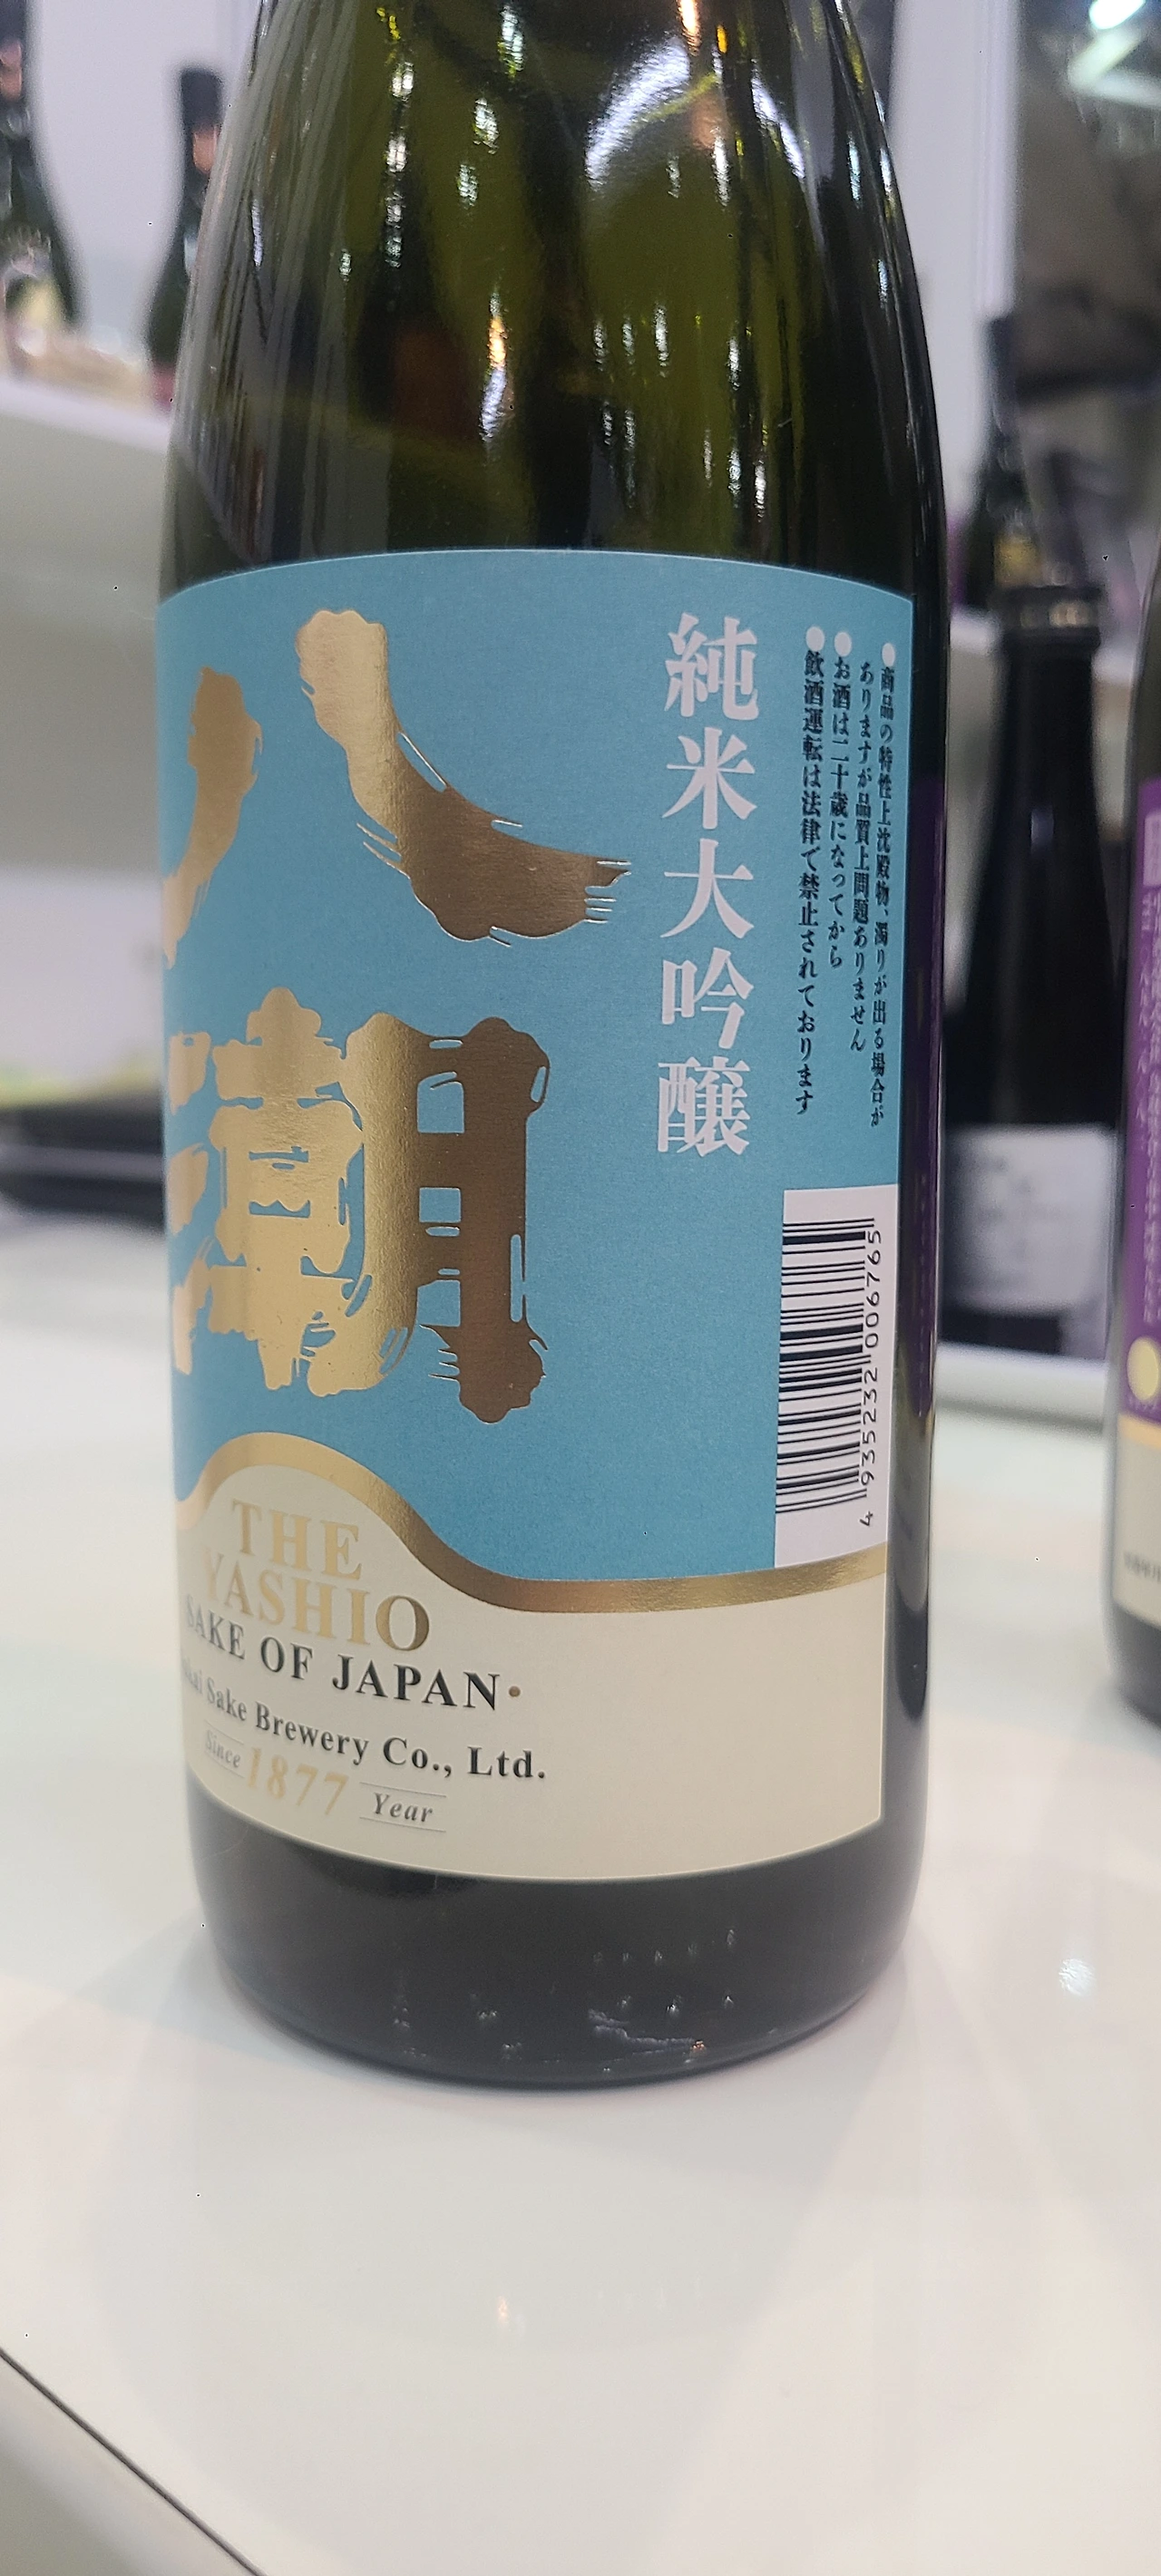 八潮
純米大吟醸
●飲酒運転は法律で禁止されております
●お酒は二十歳になってから
●商品の特性上沈殿物、濁りが出る場合が
ありますが品質上問題ありません
4 935232 006765
THE
YASHIO
SAKE OF JAPAN
Sake Brewery Co., Ltd.
Since 1877 Year